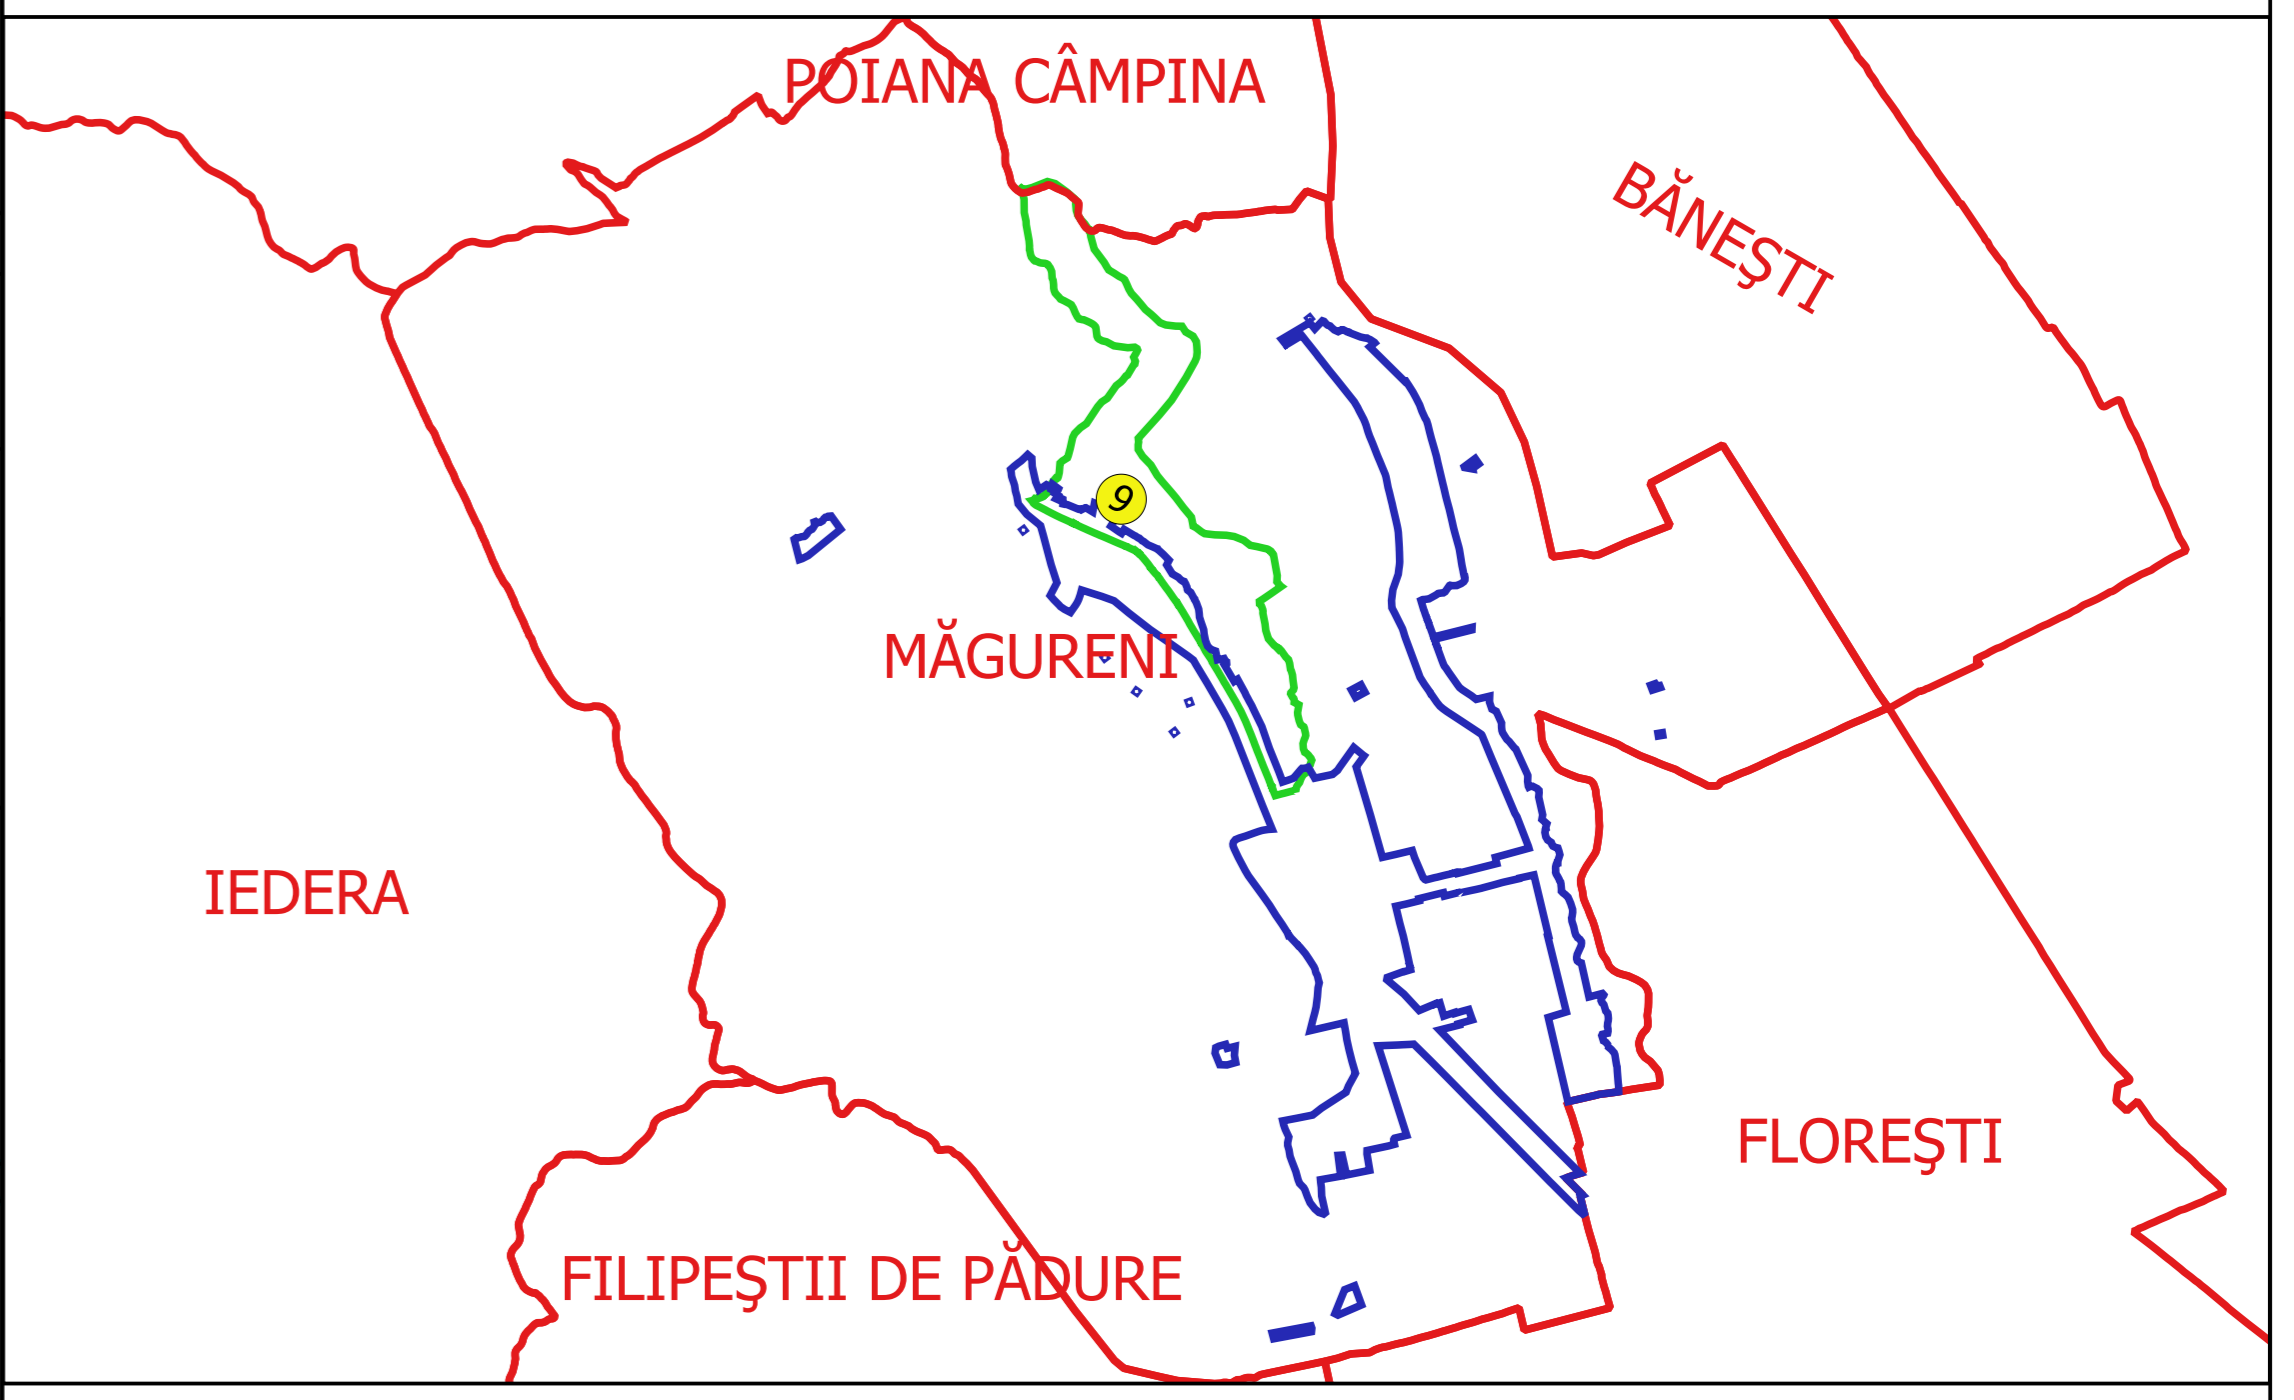 POIANA CÂMPINA
BĂNEŞTI
9
MĂGURENI
IEDERA
FLOREŞTI
FILIPEŞTII DE PĂDURE